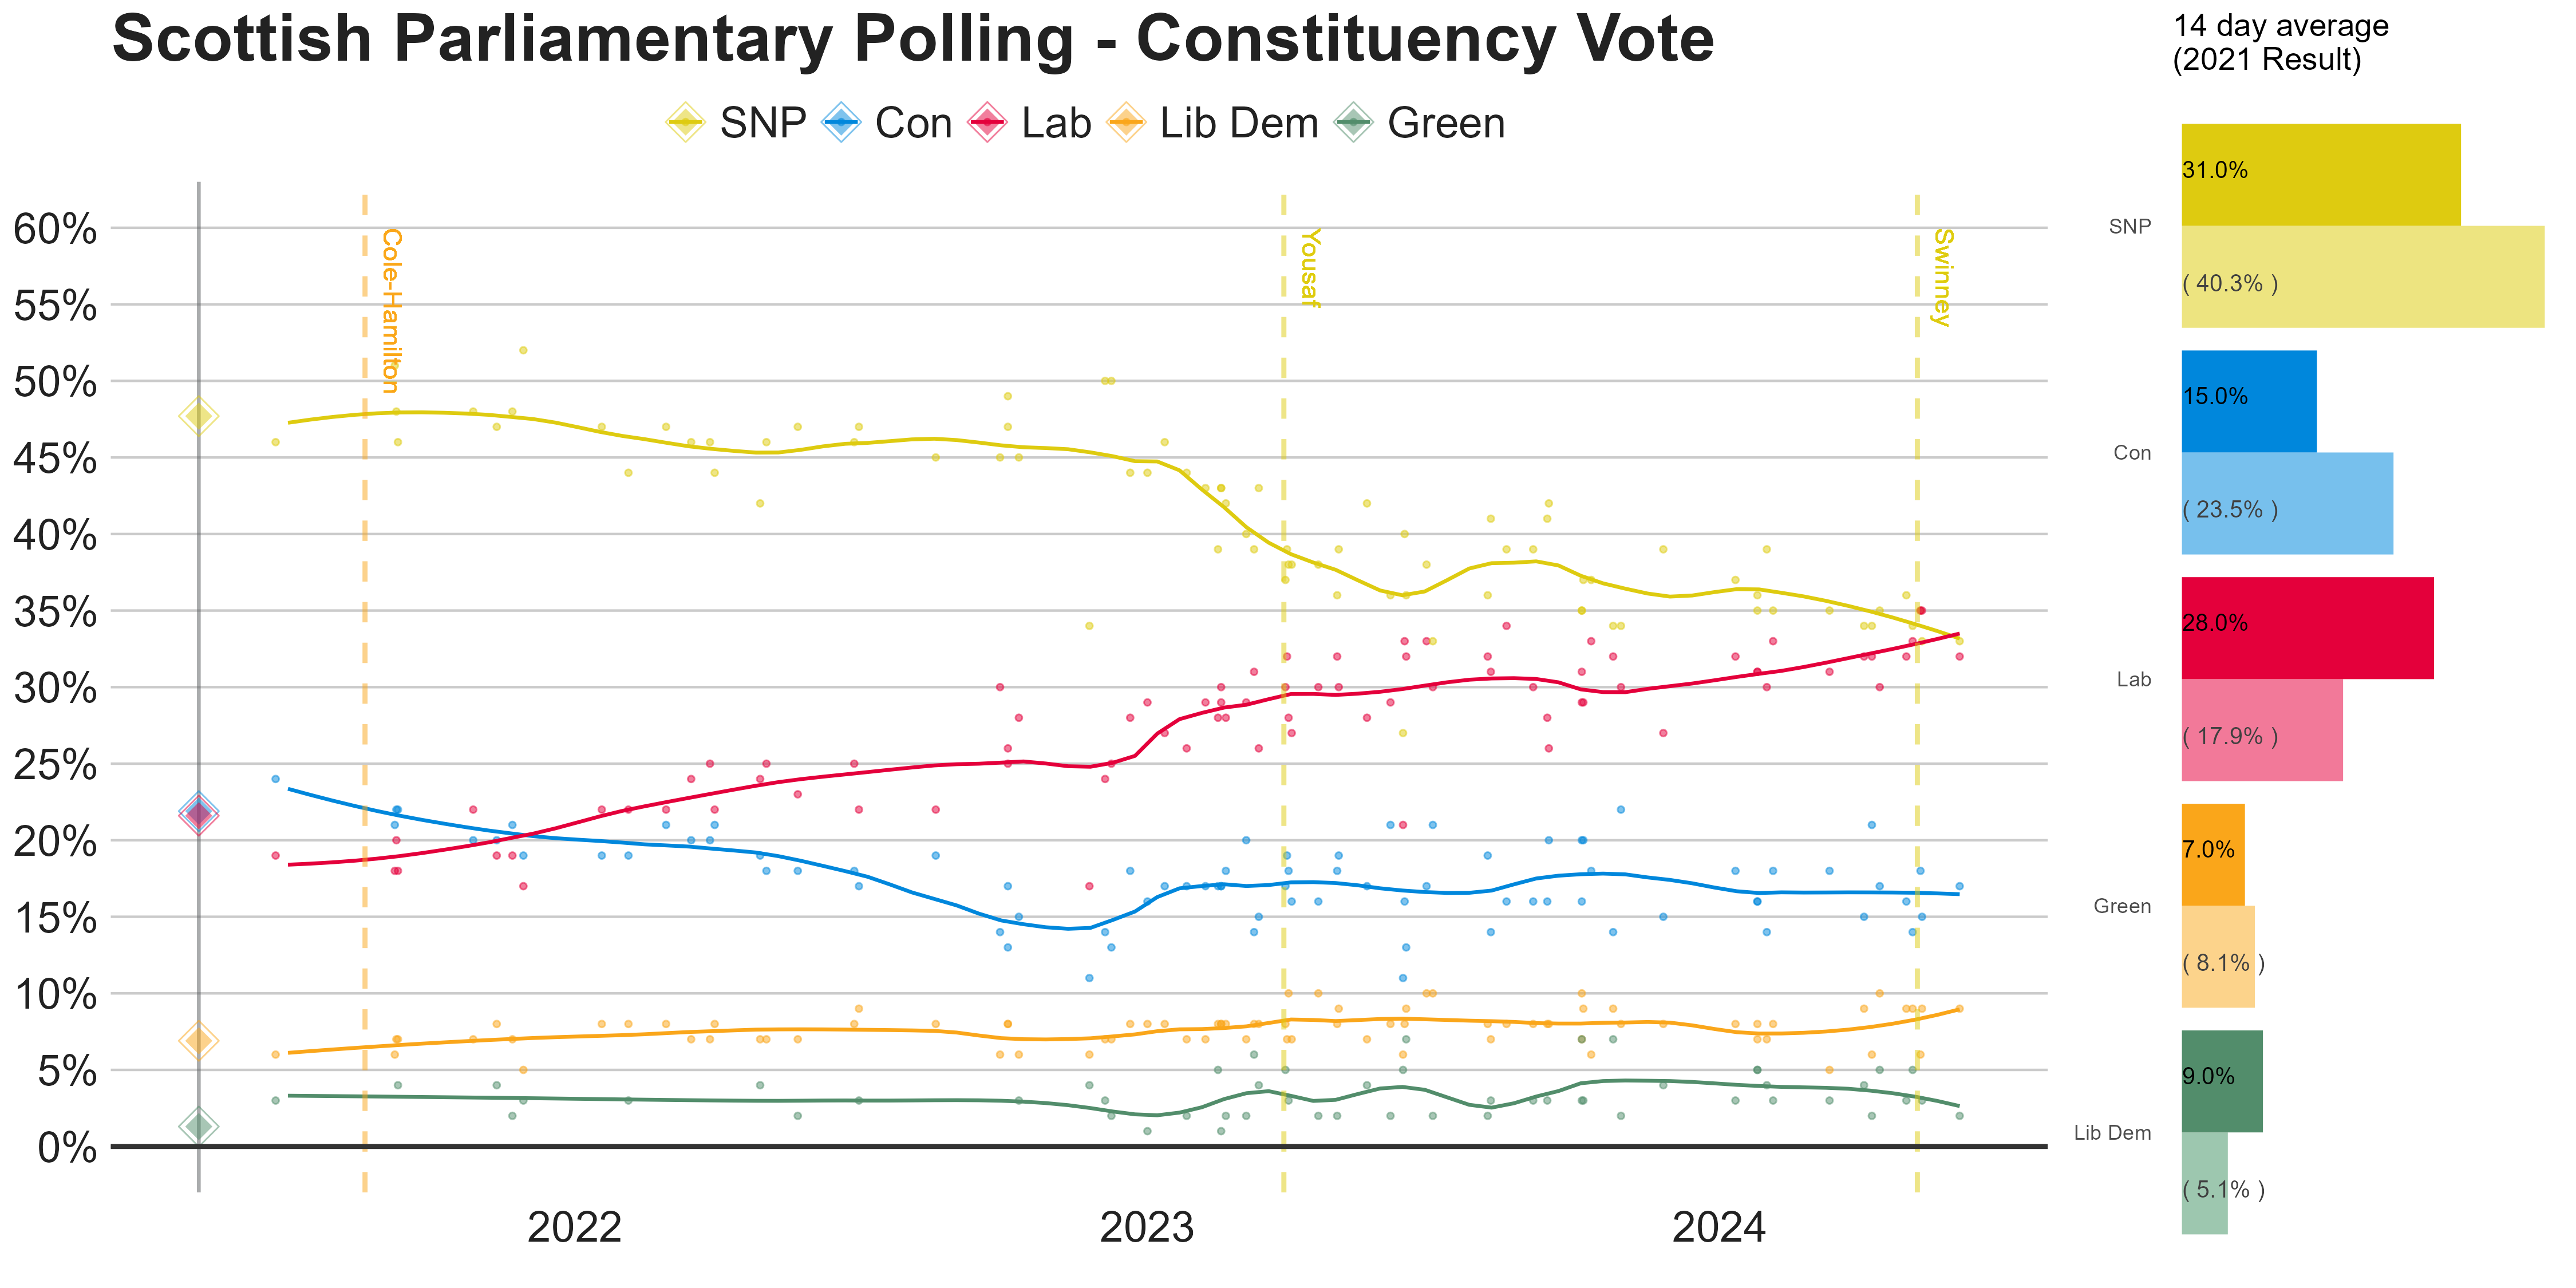 Scottish Parliamentary Polling - Constituency Vote
SNP Con Lab Lib Dem Green
60%
55%
50%
45%
40%
35%
30%
25%
20%
15%
10%
5%
0%
Cole-Hamilton
Yousaf
Swinney
2022 2023 2024
14 day average
(2021 Result)
SNP
31.0%
( 40.3% )
Con
15.0%
( 23.5% )
Lab
28.0%
( 17.9% )
Green
7.0%
( 8.1% )
Lib Dem
9.0%
( 5.1% )